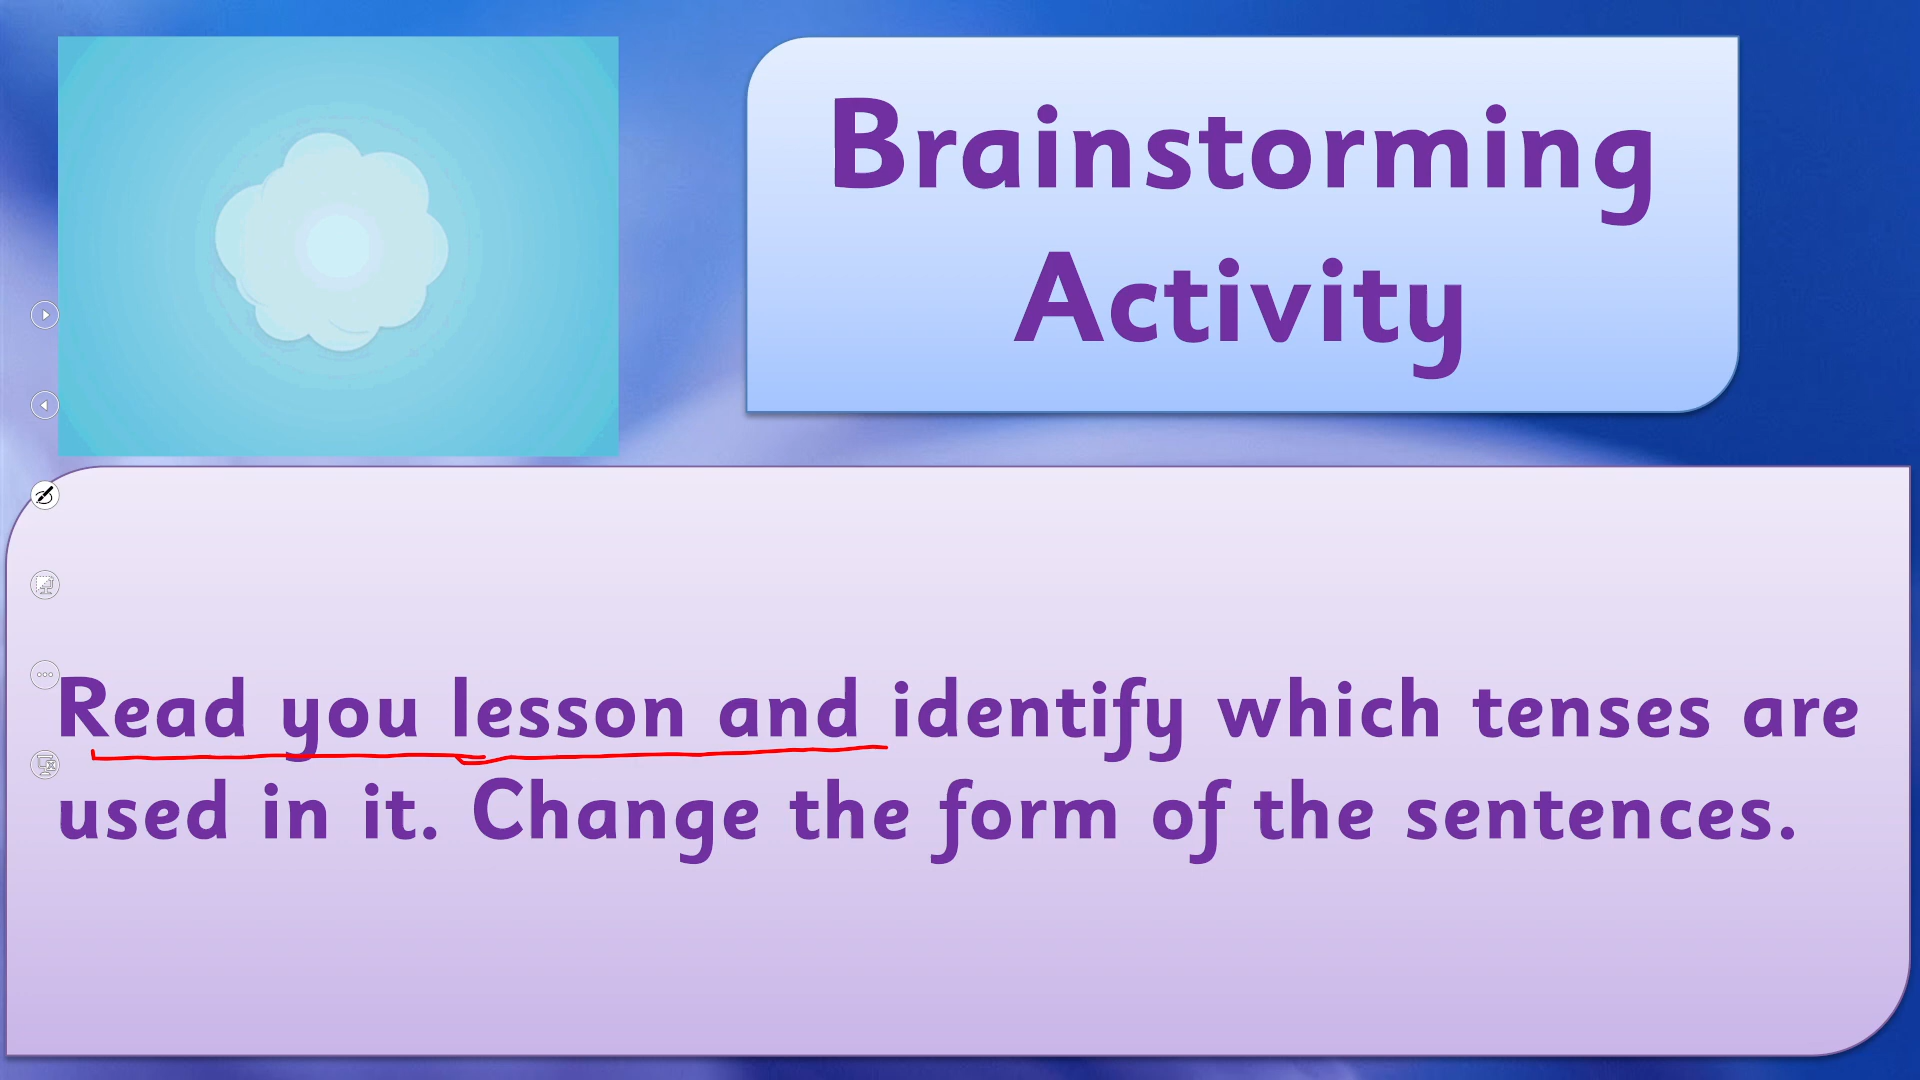 Brainstorming
Activity
Read you lesson and identify which tenses are
used in it. Change the form of the sentences.